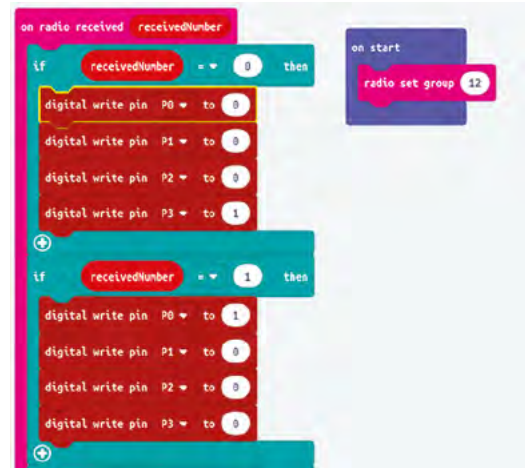 on radio received receivedNumber
if receivedNumber = 0 then
digital write pin P0 to 0
digital write pin P1 to 0
digital write pin P2 to 0
digital write pin P3 to 1
if receivedNumber = 1 then
digital write pin P0 to 1
digital write pin P1 to 0
digital write pin P2 to 0
digital write pin P3 to 0
on start
radio set group 12